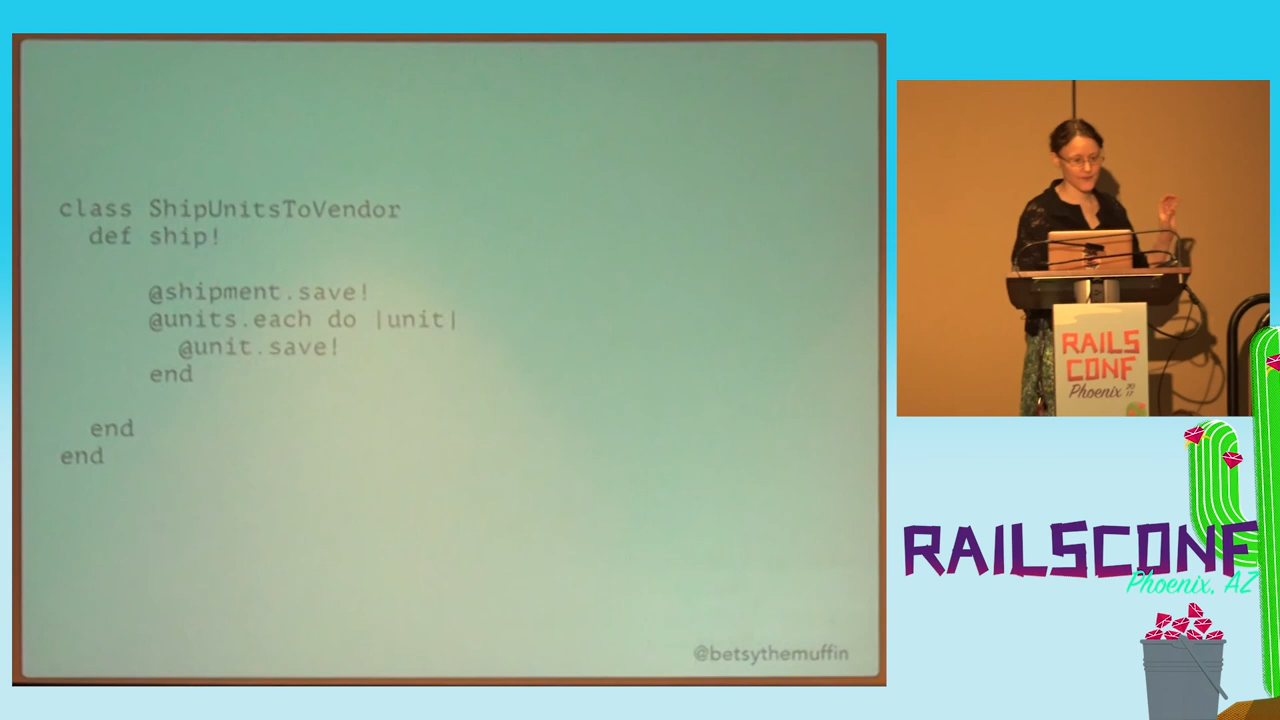 class ShipUnitsToVendor
  def ship!
      @shipment.save!
      @units.each do |unit|
        @unit.save!
      end
  end
end
@betsythemuffin
RAILS
CONF
Phoenix 2017
RAILSCONF
Phoenix, AZ